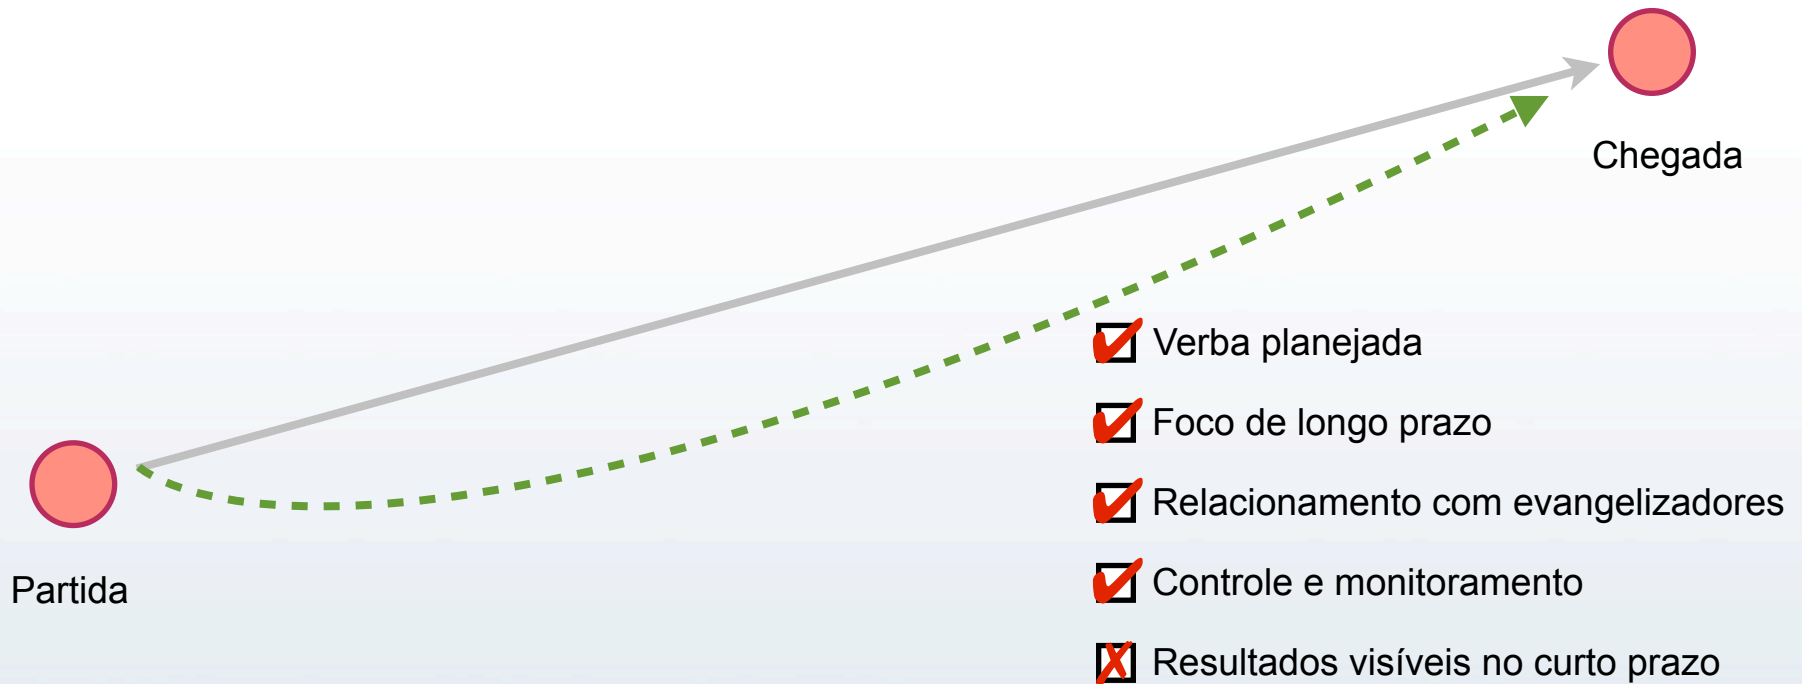 Chegada
Verba planejada
Foco de longo prazo
Relacionamento com evangelizadores
Controle e monitoramento
Partida
Resultados visíveis no curto prazo